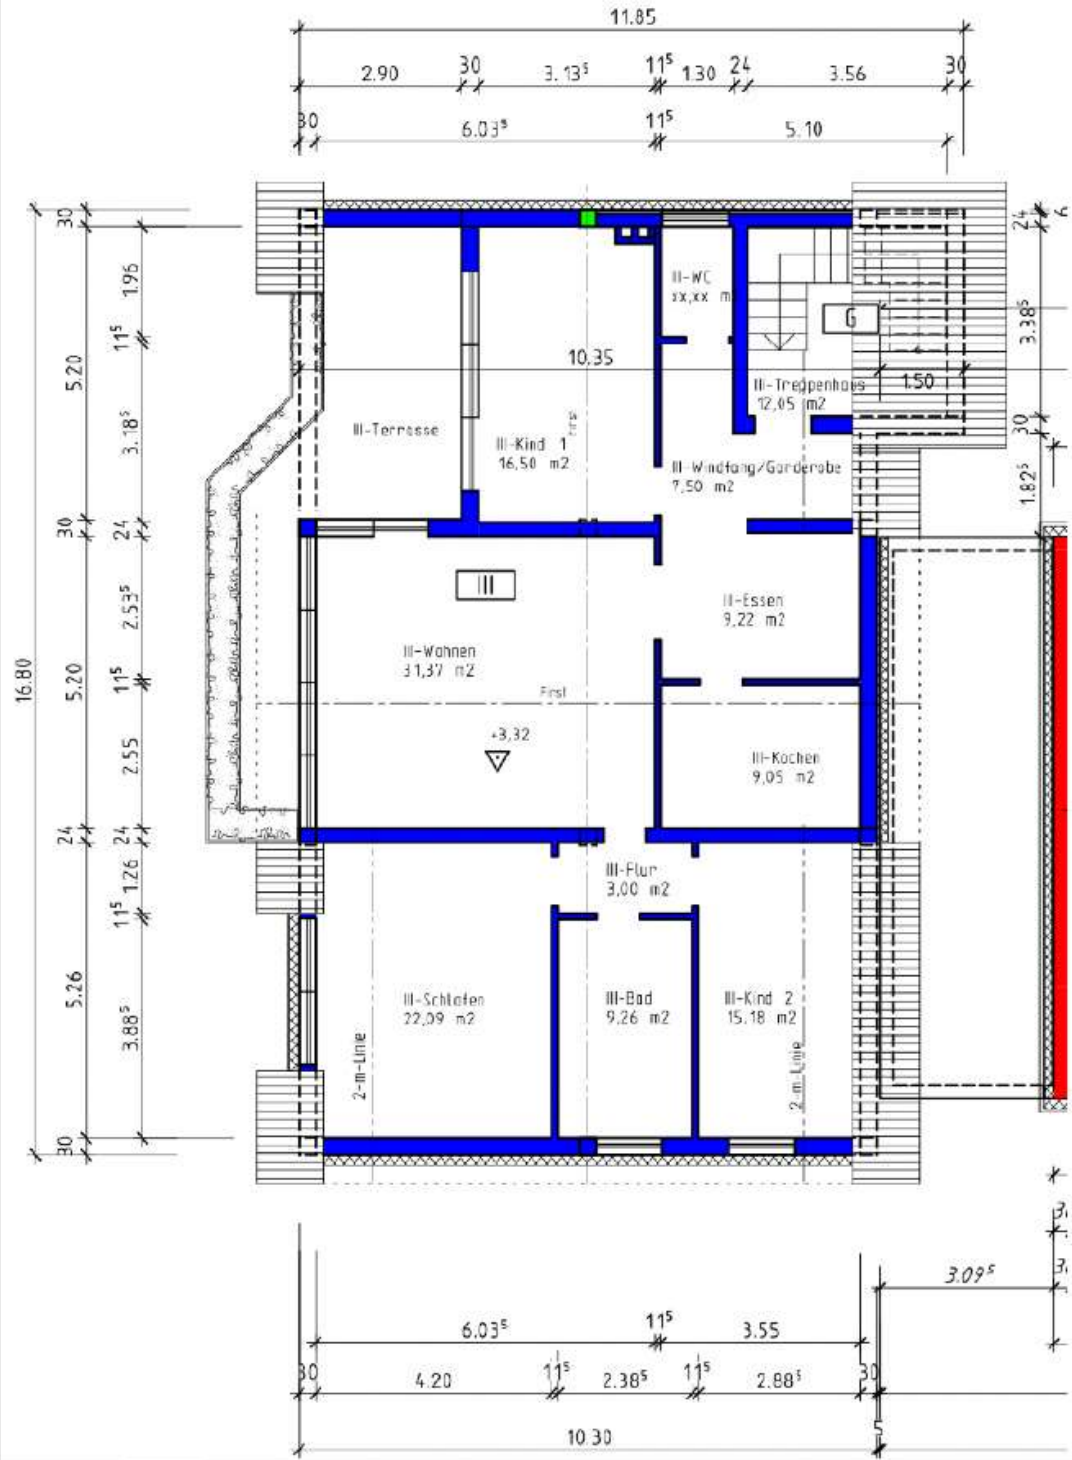 11.85
2.90 30 3.13⁵ 11⁵ 1.30 24 3.56 30
30 6.03⁵ 11⁵ 5.10
30
24
1.96
III-WC
xx,xx m
G
11⁵
5.20
3.38⁵
10.35
1.50
III-Treppenhaus
12,05 m2
3.18⁵
III-Terrasse
III-Kind 1
16,50 m2
First
30
III-Windfang/Garderobe
7,50 m2
1.82⁵
30
24
III
2.53⁵
III-Essen
9,22 m2
III-Wohnen
31,37 m2
16.80
5.20
11⁵
First
+3,32
2.55
III-Kochen
9,05 m2
24
24
1.26
III-Flur
3,00 m2
11⁵
5.26
III-Schlafen
22,09 m2
III-Bad
9,26 m2
III-Kind 2
15.18 m2
3.88⁵
2-m-Linie
2-m-Linie
30
3.09⁵
6.03⁵ 11⁵ 3.55
30 4.20 11⁵ 2.38⁵ 11⁵ 2.88⁵ 30
10.30
5